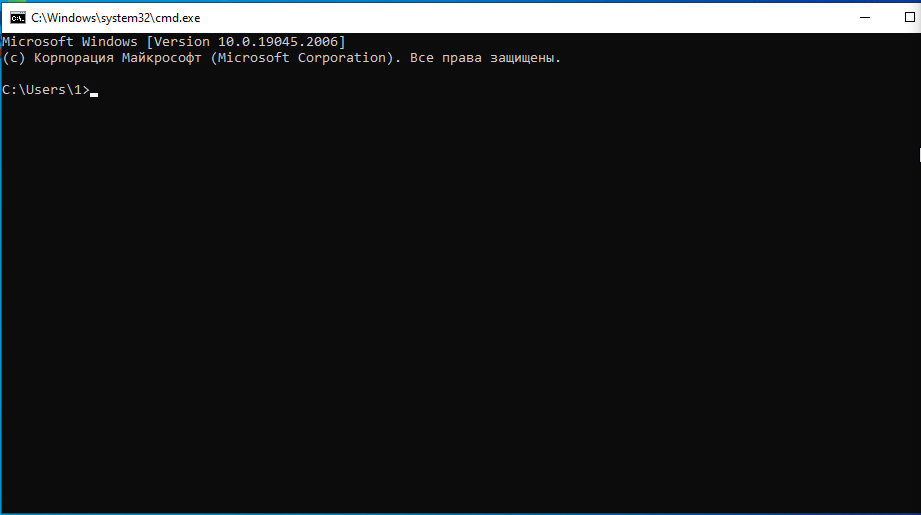 C:\Windows\system32\cmd.exe
Microsoft Windows [Version 10.0.19045.2006]
(c) Корпорация Майкрософт (Microsoft Corporation). Все права защищены.
C:\Users\1>